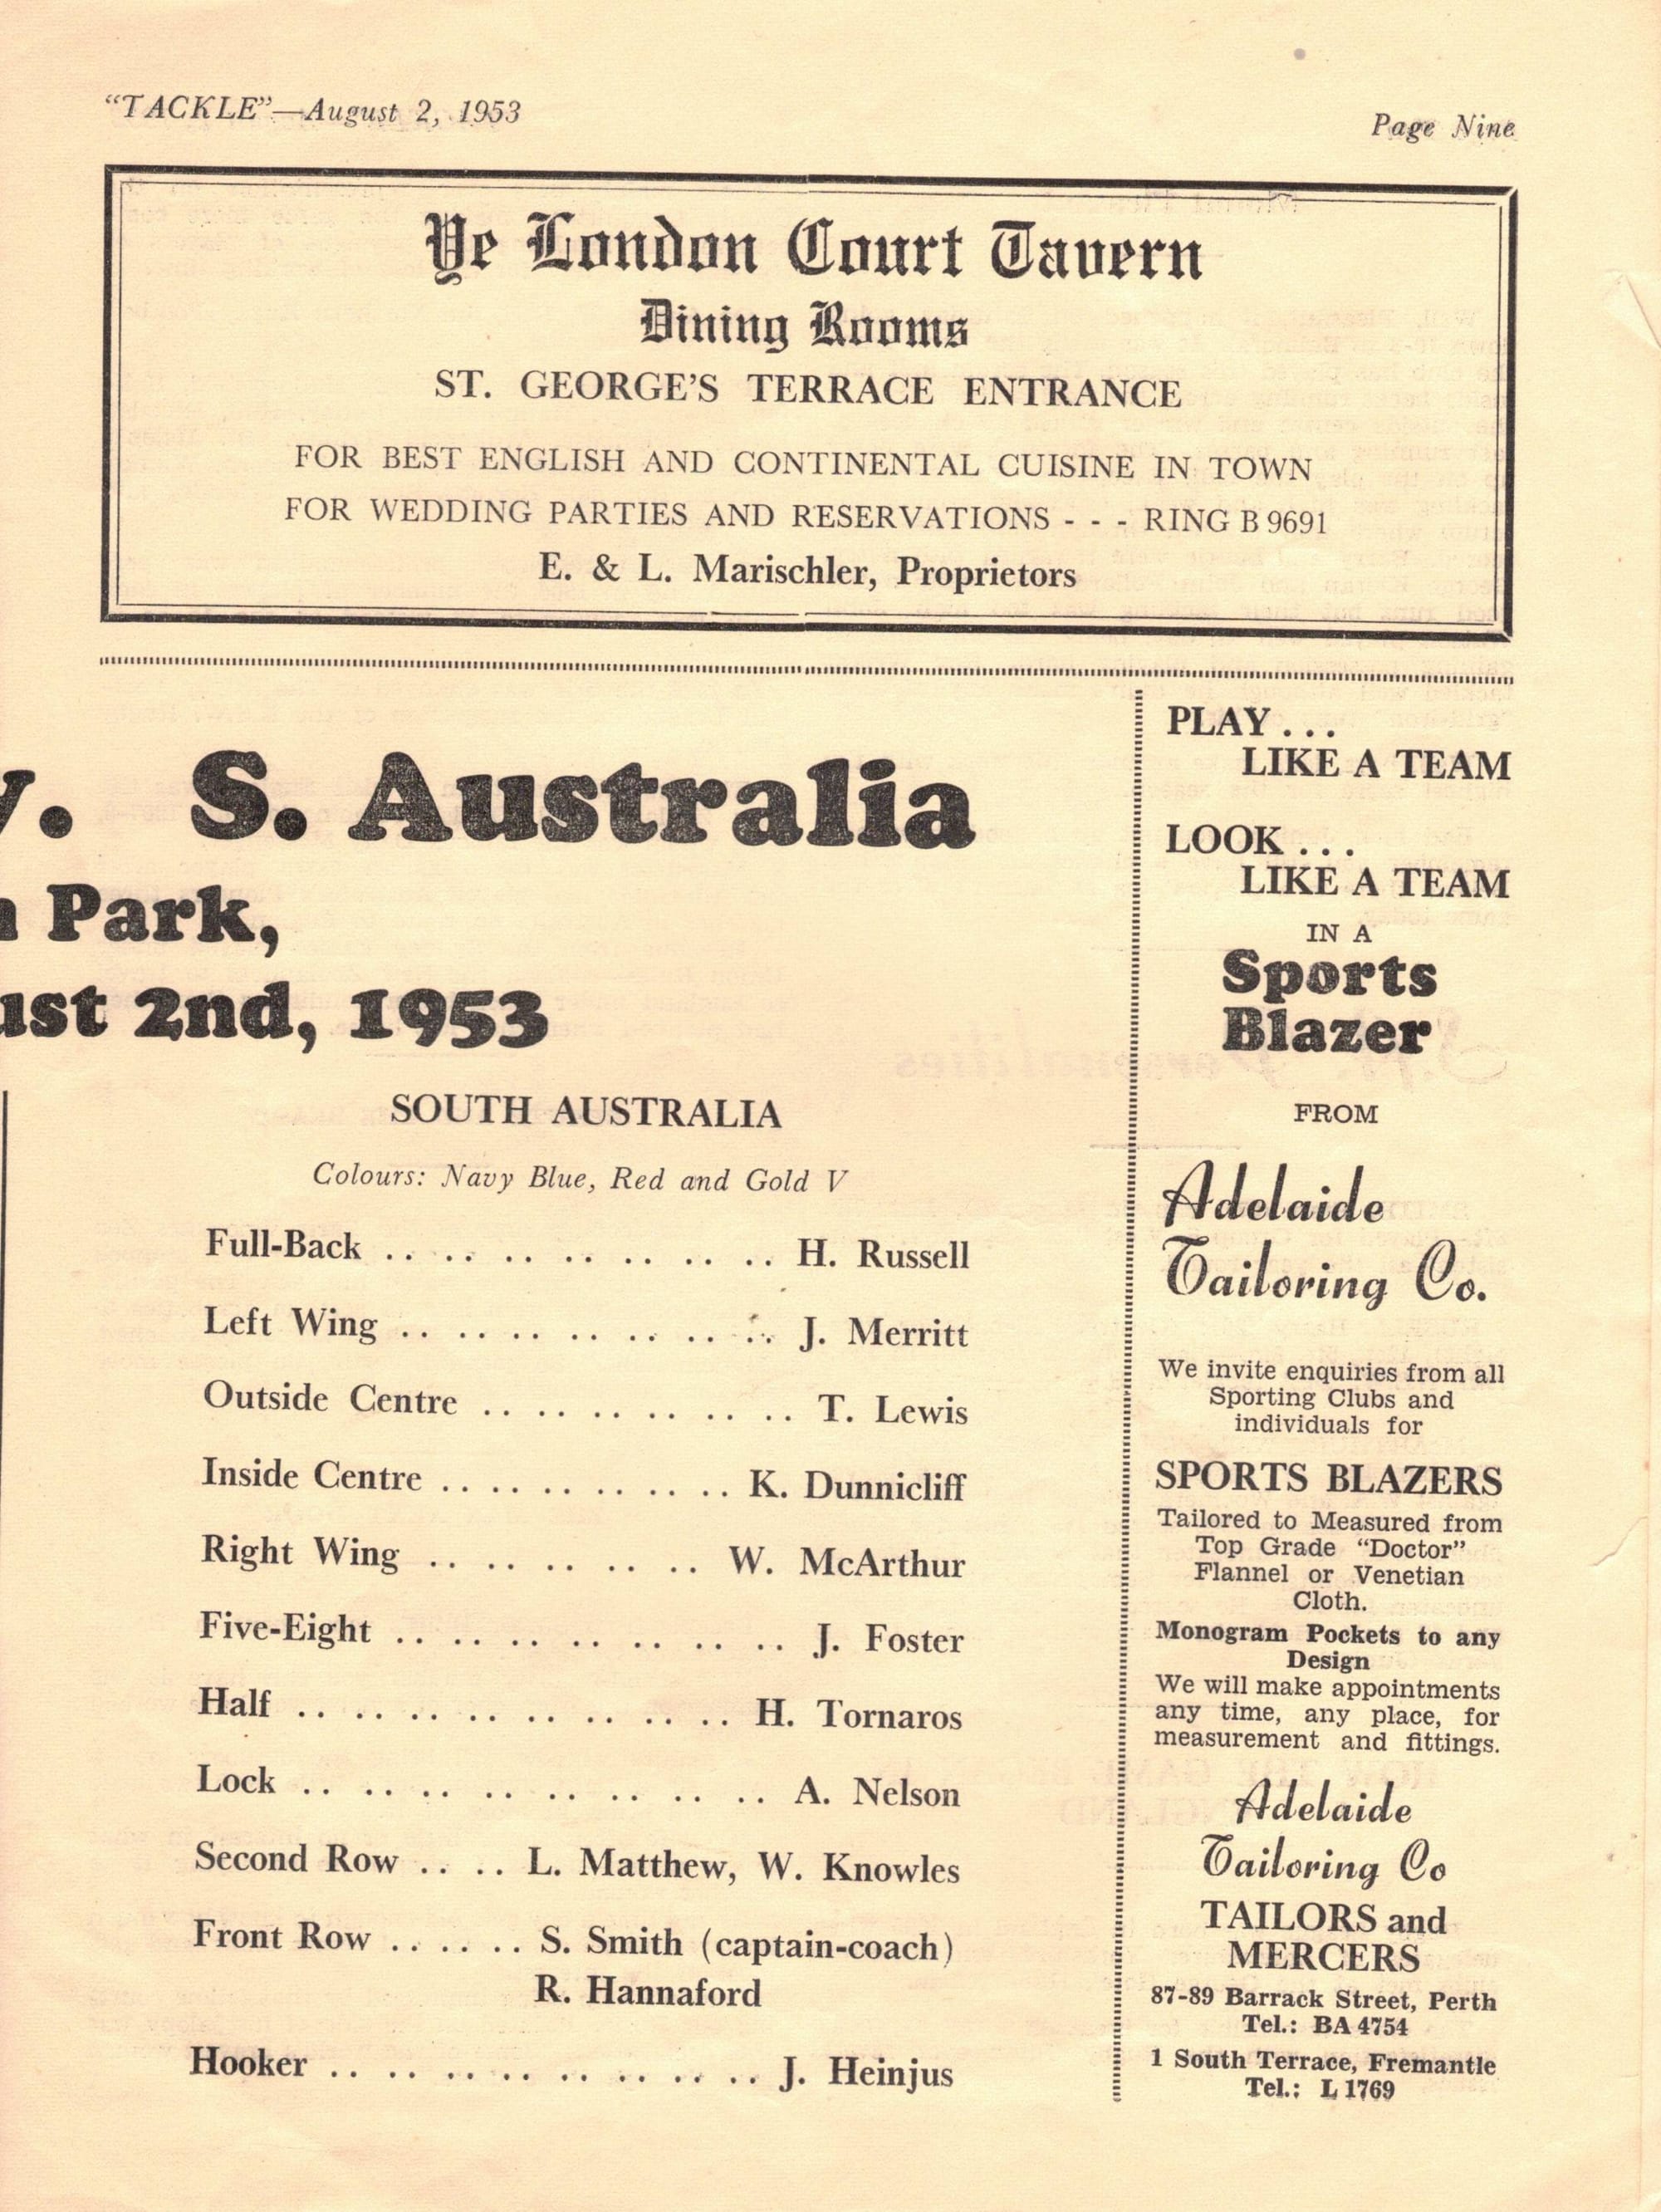 "TACKLE"—August 2, 1953
Page Nine
Ye London Court Tavern
Dining Rooms
ST. GEORGE'S TERRACE ENTRANCE
FOR BEST ENGLISH AND CONTINENTAL CUISINE IN TOWN
FOR WEDDING PARTIES AND RESERVATIONS - - - RING B 9691
E. & L. Marischler, Proprietors
v. S. Australia
Park,
ust 2nd, 1953
SOUTH AUSTRALIA
Colours: Navy Blue, Red and Gold V
Full-Back .. .. .. .. .. .. .. H. Russell
Left Wing .. .. .. .. .. .. .. J. Merritt
Outside Centre .. .. .. .. .. .. T. Lewis
Inside Centre .. .. .. .. .. .. K. Dunnicliff
Right Wing .. .. .. .. .. W. McArthur
Five-Eight .. .. .. .. .. .. .. J. Foster
Half .. .. .. .. .. .. .. .. H. Tornaros
Lock .. .. .. .. .. .. .. .. A. Nelson
Second Row .. .. L. Matthew, W. Knowles
Front Row .. .. .. S. Smith (captain-coach)
R. Hannaford
Hooker .. .. .. .. .. .. .. .. J. Heinjus
PLAY . . .
LIKE A TEAM
LOOK . . .
LIKE A TEAM
IN A
Sports
Blazer
FROM
Adelaide
Tailoring Co.
We invite enquiries from all
Sporting Clubs and
individuals for
SPORTS BLAZERS
Tailored to Measured from
Top Grade "Doctor"
Flannel or Venetian
Cloth.
Monogram Pockets to any
Design
We will make appointments
any time, any place, for
measurement and fittings.
Adelaide
Tailoring Co
TAILORS and
MERCERS
87-89 Barrack Street, Perth
Tel.: BA 4754
1 South Terrace, Fremantle
Tel.: L 1769